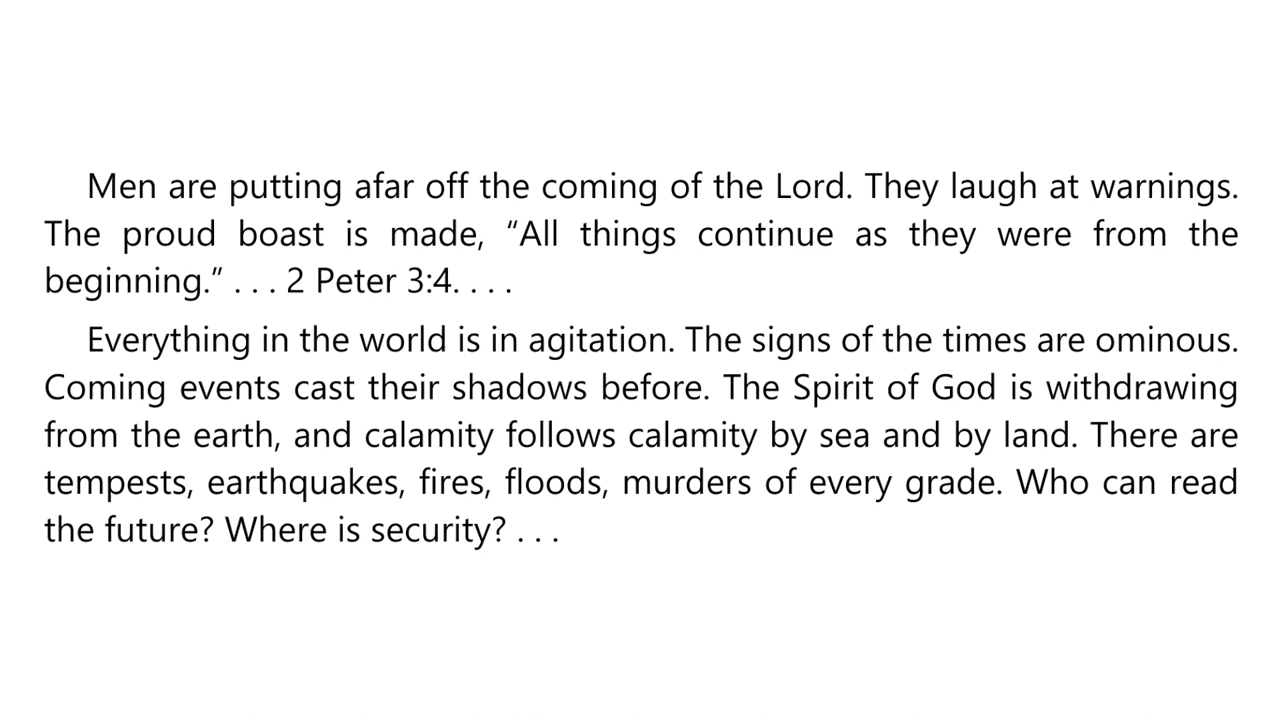 Men are putting afar off the coming of the Lord. They laugh at warnings.
The proud boast is made, “All things continue as they were from the
beginning.” . . . 2 Peter 3:4. . . .
Everything in the world is in agitation. The signs of the times are ominous.
Coming events cast their shadows before. The Spirit of God is withdrawing
from the earth, and calamity follows calamity by sea and by land. There are
tempests, earthquakes, fires, floods, murders of every grade. Who can read
the future? Where is security? . . .